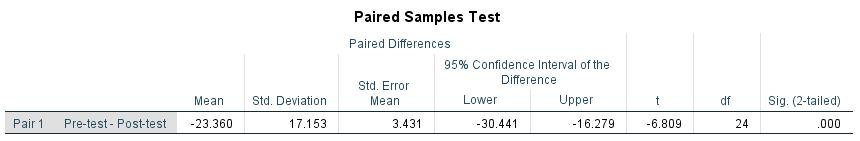 Paired Samples Test
Paired Differences
95% Confidence Interval of the
Difference
Std. Error
Mean
Mean Std. Deviation Lower Upper t df Sig. (2-tailed)
Pair 1 Pre-test - Post-test -23.360 17.153 3.431 -30.441 -16.279 -6.809 24 .000